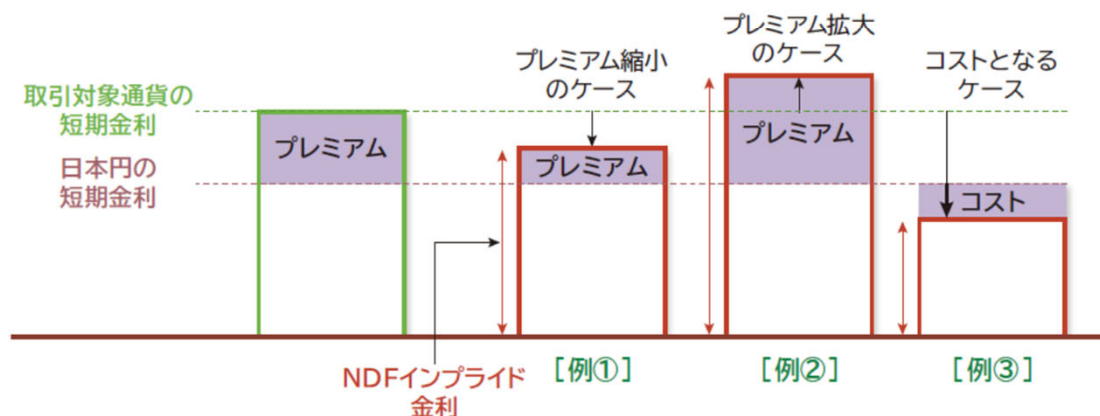 取引対象通貨の
短期金利
日本円の
短期金利
プレミアム
プレミアム縮小
のケース
プレミアム
プレミアム拡大
のケース
プレミアム
コストとなる
ケース
コスト
NDFインプライド
金利
［例①］
［例②］
［例③］